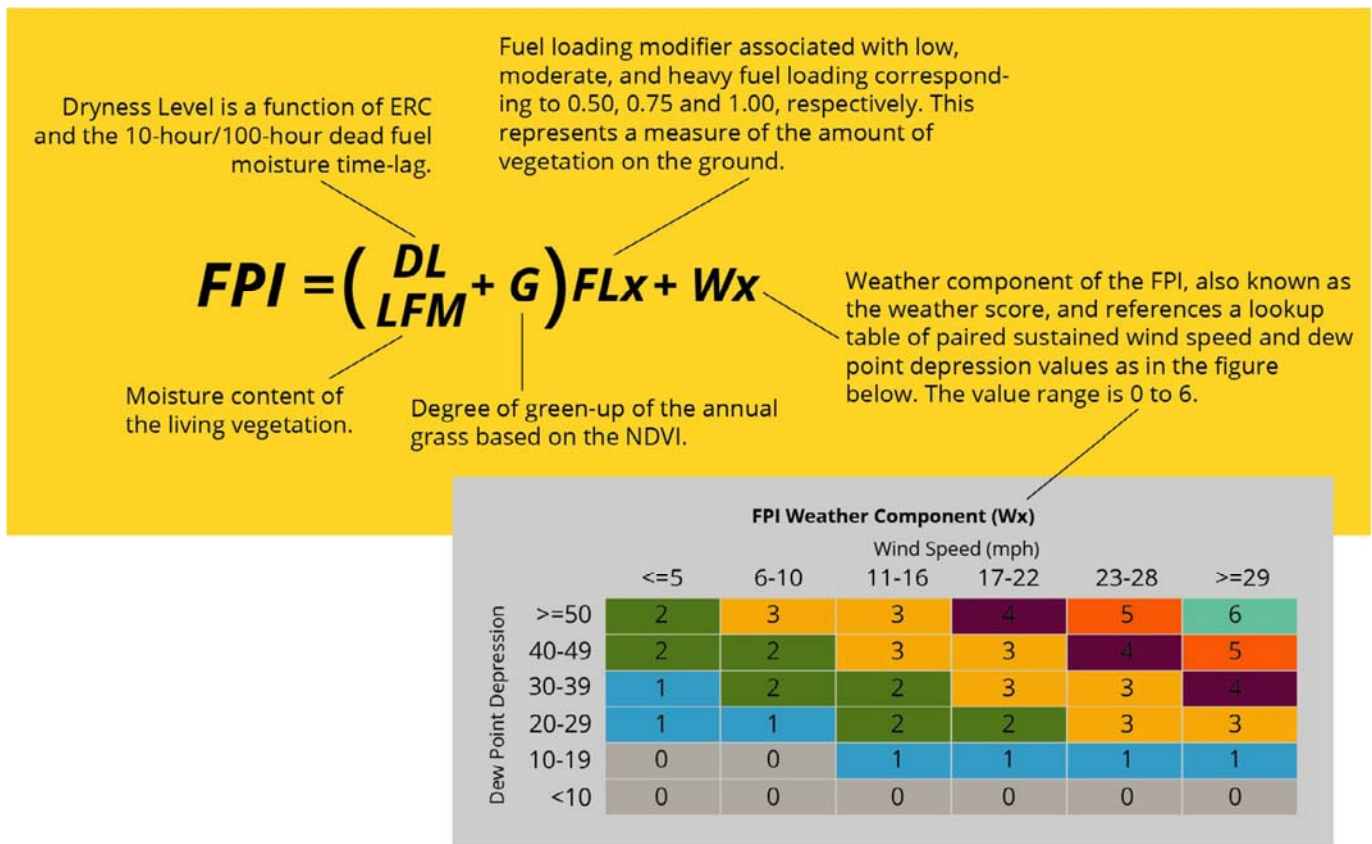 Fuel loading modifier associated with low,
moderate, and heavy fuel loading correspond-
ing to 0.50, 0.75 and 1.00, respectively. This
represents a measure of the amount of
vegetation on the ground.
Dryness Level is a function of ERC
and the 10-hour/100-hour dead fuel
moisture time-lag.
FPI = ( DL / LFM + G ) FLx + Wx
Weather component of the FPI, also known as
the weather score, and references a lookup
table of paired sustained wind speed and dew
point depression values as in the figure
below. The value range is 0 to 6.
Moisture content of
the living vegetation.
Degree of green-up of the annual
grass based on the NDVI.
FPI Weather Component (Wx)
Wind Speed (mph)
<=5 6-10 11-16 17-22 23-28 >=29
Dew Point Depression
>=50 2 3 3 4 5 6
40-49 2 2 3 3 4 5
30-39 1 2 2 3 3 4
20-29 1 1 2 2 3 3
10-19 0 0 1 1 1 1
<10 0 0 0 0 0 0